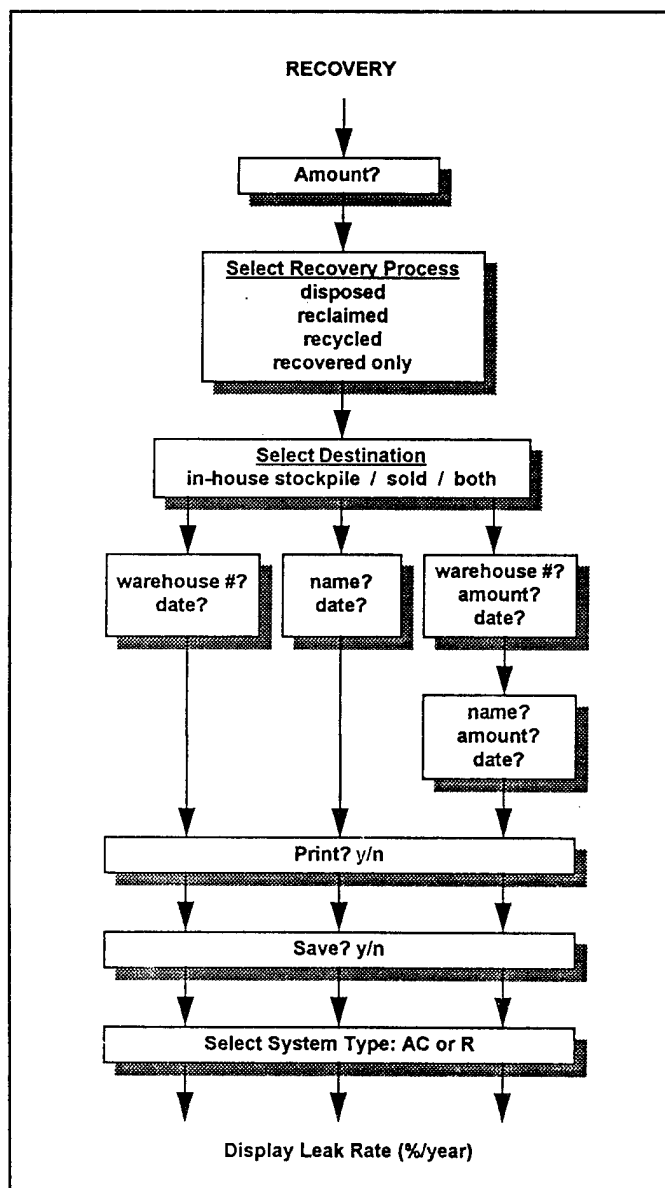 RECOVERY
Amount?
Select Recovery Process
disposed
reclaimed
recycled
recovered only
Select Destination
in-house stockpile / sold / both
warehouse #?
date?
name?
date?
warehouse #?
amount?
date?
name?
amount?
date?
Print? y/n
Save? y/n
Select System Type: AC or R
Display Leak Rate (%/year)